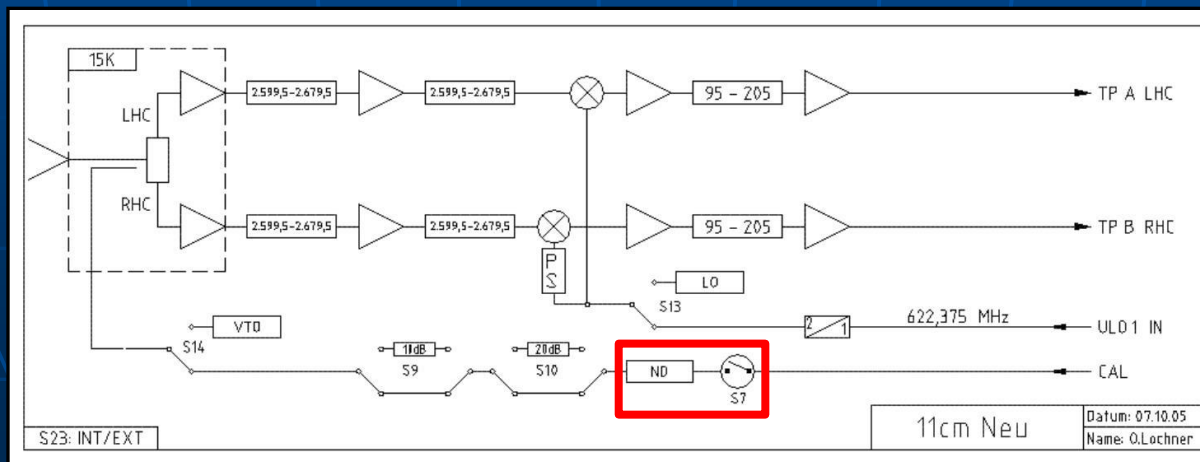 15K
LHC
RHC
2.599,5-2.679,5
2.599,5-2.679,5
95 - 205
TP A LHC
2.599,5-2.679,5
2.599,5-2.679,5
95 - 205
TP B RHC
PS
LO
S13
2
1
622,375 MHz
ULO1 IN
VTO
S14
10dB
S9
20dB
S10
ND
S7
CAL
S23: INT/EXT
11cm Neu
Datum: 07.10.05
Name: O.Lochner